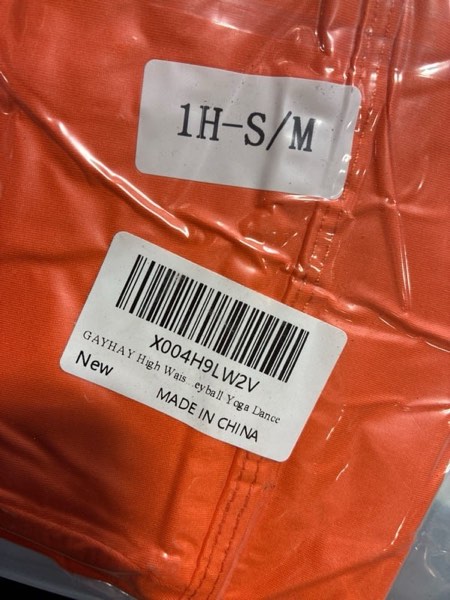 1H-S/M
X004H9LW2V
GAYHAY High Wais...eyball Yoga Dance
New
MADE IN CHINA